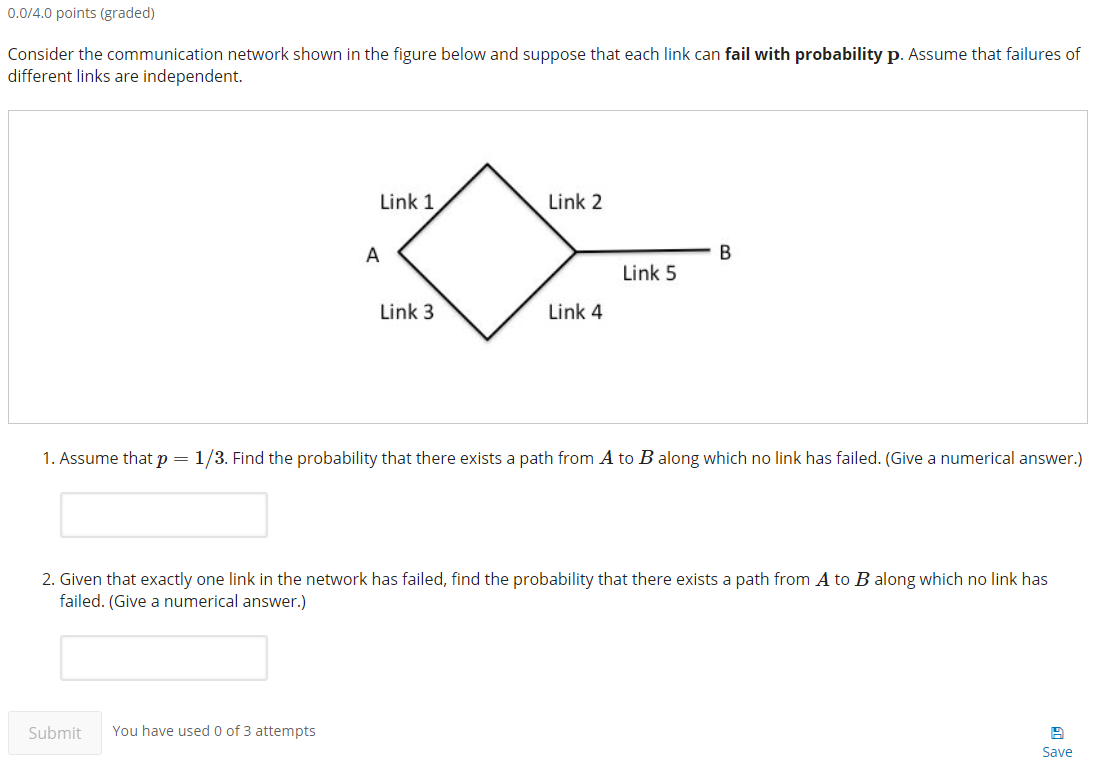 0.0/4.0 points (graded)
Consider the communication network shown in the figure below and suppose that each link can fail with probability p. Assume that failures of
different links are independent.
Link 1
Link 2
A
B
Link 5
Link 3
Link 4
1. Assume that p = 1/3. Find the probability that there exists a path from A to B along which no link has failed. (Give a numerical answer.)
2. Given that exactly one link in the network has failed, find the probability that there exists a path from A to B along which no link has
failed. (Give a numerical answer.)
Submit
You have used 0 of 3 attempts
Save